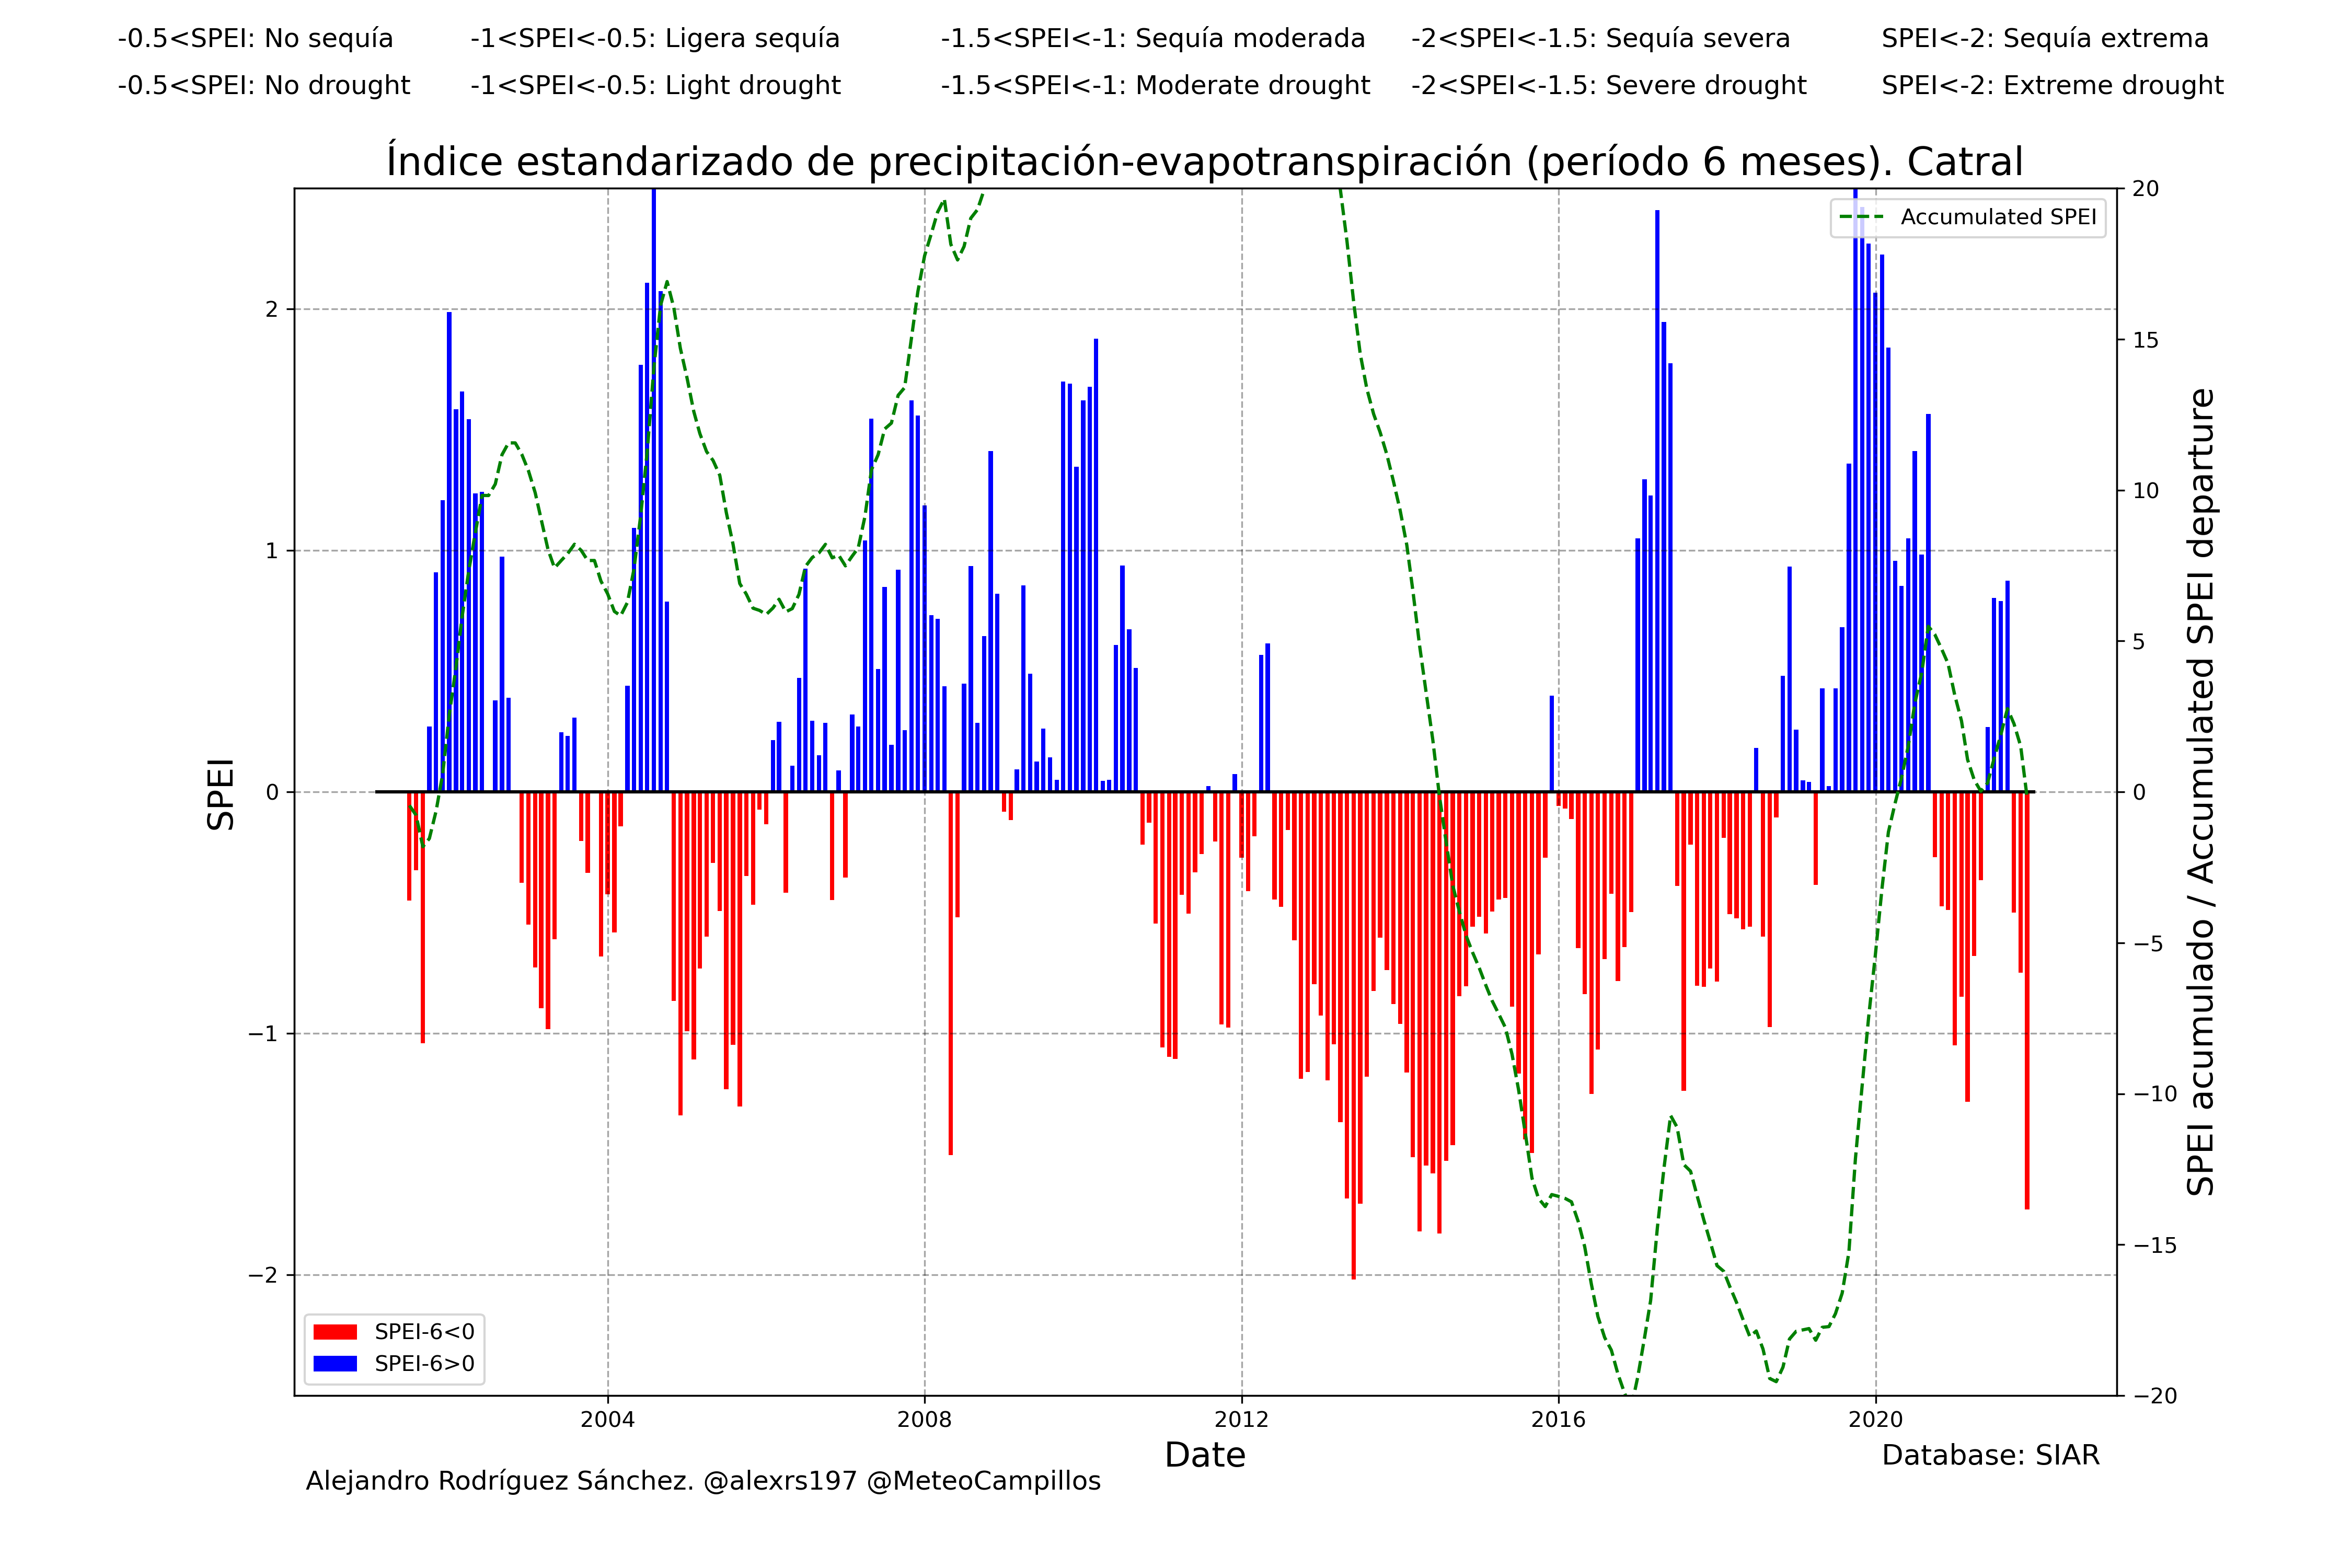 -0.5<SPEI: No sequía -1<SPEI<-0.5: Ligera sequía -1.5<SPEI<-1: Sequía moderada -2<SPEI<-1.5: Sequía severa SPEI<-2: Sequía extrema
-0.5<SPEI: No drought -1<SPEI<-0.5: Light drought -1.5<SPEI<-1: Moderate drought -2<SPEI<-1.5: Severe drought SPEI<-2: Extreme drought
Índice estandarizado de precipitación-evapotranspiración (período 6 meses). Catral
Accumulated SPEI
SPEI
2
1
0
−1
−2
20
15
10
5
0
−5
−10
−15
−20
SPEI acumulado / Accumulated SPEI departure
SPEI-6<0
SPEI-6>0
2004 2008 2012 2016 2020
Date
Database: SIAR
Alejandro Rodríguez Sánchez. @alexrs197 @MeteoCampillos